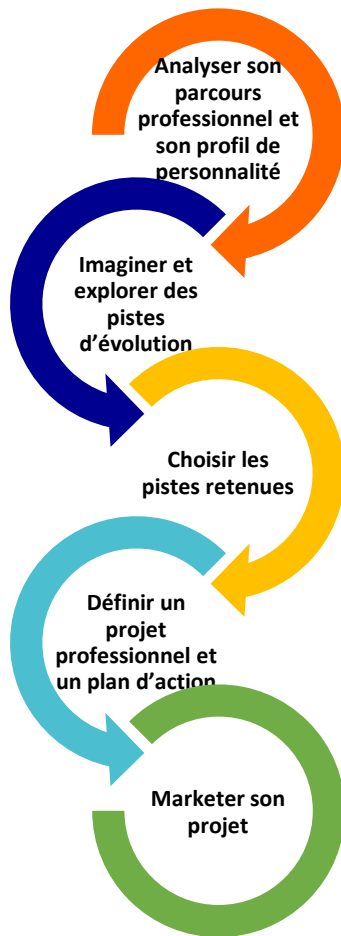 Analyser son
parcours
professionnel et
son profil de
personnalité
Imaginer et
explorer des
pistes
d’évolution
Choisir les
pistes retenues
Définir un
projet
professionnel et
un plan d’action
Marketer son
projet